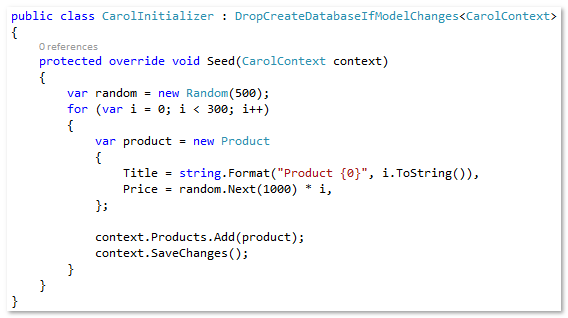 public class CarolInitializer : DropCreateDatabaseIfModelChanges<CarolContext>
{
0 references
protected override void Seed(CarolContext context)
{
var random = new Random(500);
for (var i = 0; i < 300; i++)
{
var product = new Product
{
Title = string.Format("Product {0}", i.ToString()),
Price = random.Next(1000) * i,
};
context.Products.Add(product);
context.SaveChanges();
}
}
}